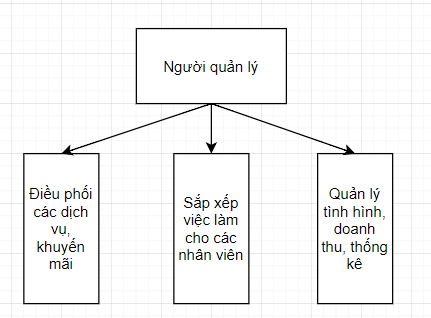 Người quản lý
Điều phối
các dịch
vụ,
khuyến
mãi
Sắp xếp
việc làm
cho các
nhân viên
Quản lý
tình hình,
doanh
thu, thống
kê